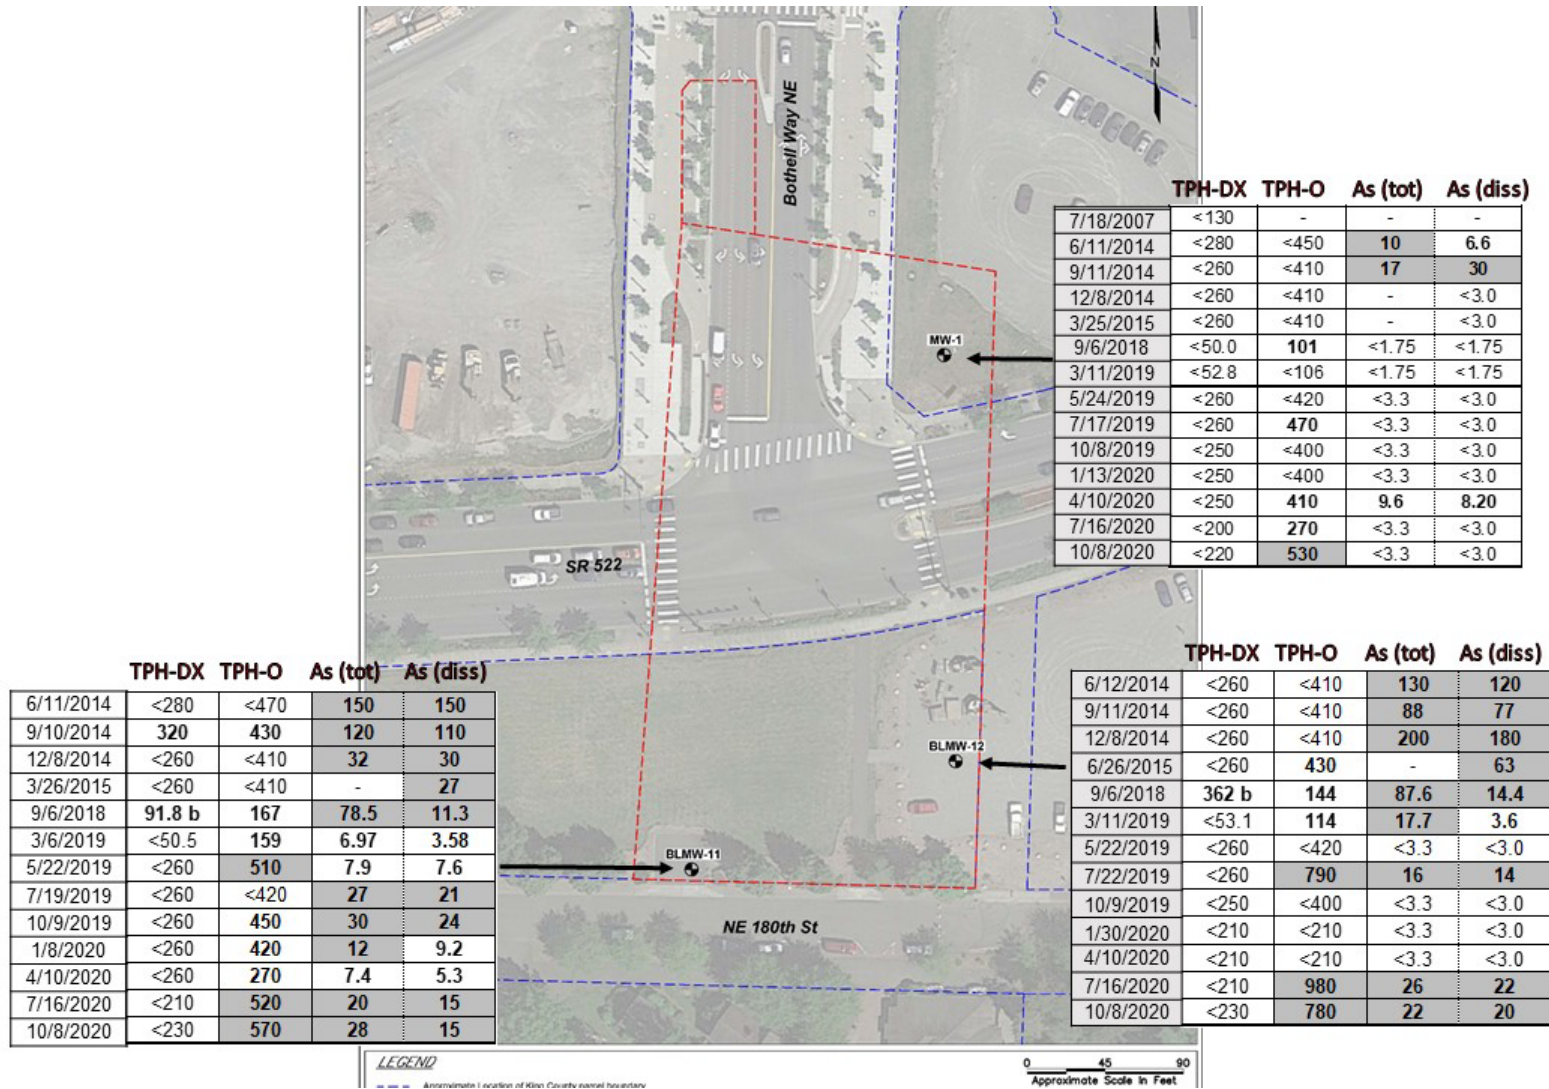 N
Bothell Way NE
TPH-DX TPH-O As (tot) As (diss)
7/18/2007 <130 - - -
6/11/2014 <280 <450 10 6.6
9/11/2014 <260 <410 17 30
12/8/2014 <260 <410 - <3.0
3/25/2015 <260 <410 - <3.0
9/6/2018 <50.0 101 <1.75 <1.75
3/11/2019 <52.8 <106 <1.75 <1.75
5/24/2019 <260 <420 <3.3 <3.0
7/17/2019 <260 470 <3.3 <3.0
10/8/2019 <250 <400 <3.3 <3.0
1/13/2020 <250 <400 <3.3 <3.0
4/10/2020 <250 410 9.6 8.20
7/16/2020 <200 270 <3.3 <3.0
10/8/2020 <220 530 <3.3 <3.0
MW-1
SR 522
TPH-DX TPH-O As (tot) As (diss)
6/11/2014 <280 <470 150 150
9/10/2014 320 430 120 110
12/8/2014 <260 <410 32 30
3/26/2015 <260 <410 - 27
9/6/2018 91.8 b 167 78.5 11.3
3/6/2019 <50.5 159 6.97 3.58
5/22/2019 <260 510 7.9 7.6
7/19/2019 <260 <420 27 21
10/9/2019 <260 450 30 24
1/8/2020 <260 420 12 9.2
4/10/2020 <260 270 7.4 5.3
7/16/2020 <210 520 20 15
10/8/2020 <230 570 28 15
TPH-DX TPH-O As (tot) As (diss)
6/12/2014 <260 <410 130 120
9/11/2014 <260 <410 88 77
12/8/2014 <260 <410 200 180
6/26/2015 <260 430 - 63
9/6/2018 362 b 144 87.6 14.4
3/11/2019 <53.1 114 17.7 3.6
5/22/2019 <260 <420 <3.3 <3.0
7/22/2019 <260 790 16 14
10/9/2019 <250 <400 <3.3 <3.0
1/30/2020 <210 <210 <3.3 <3.0
4/10/2020 <210 <210 <3.3 <3.0
7/16/2020 <210 980 26 22
10/8/2020 <230 780 22 20
BLMW-12
BLMW-11
NE 180th St
LEGEND
Approximate Location of King County parcel boundary
0 45 90
Approximate Scale In Feet